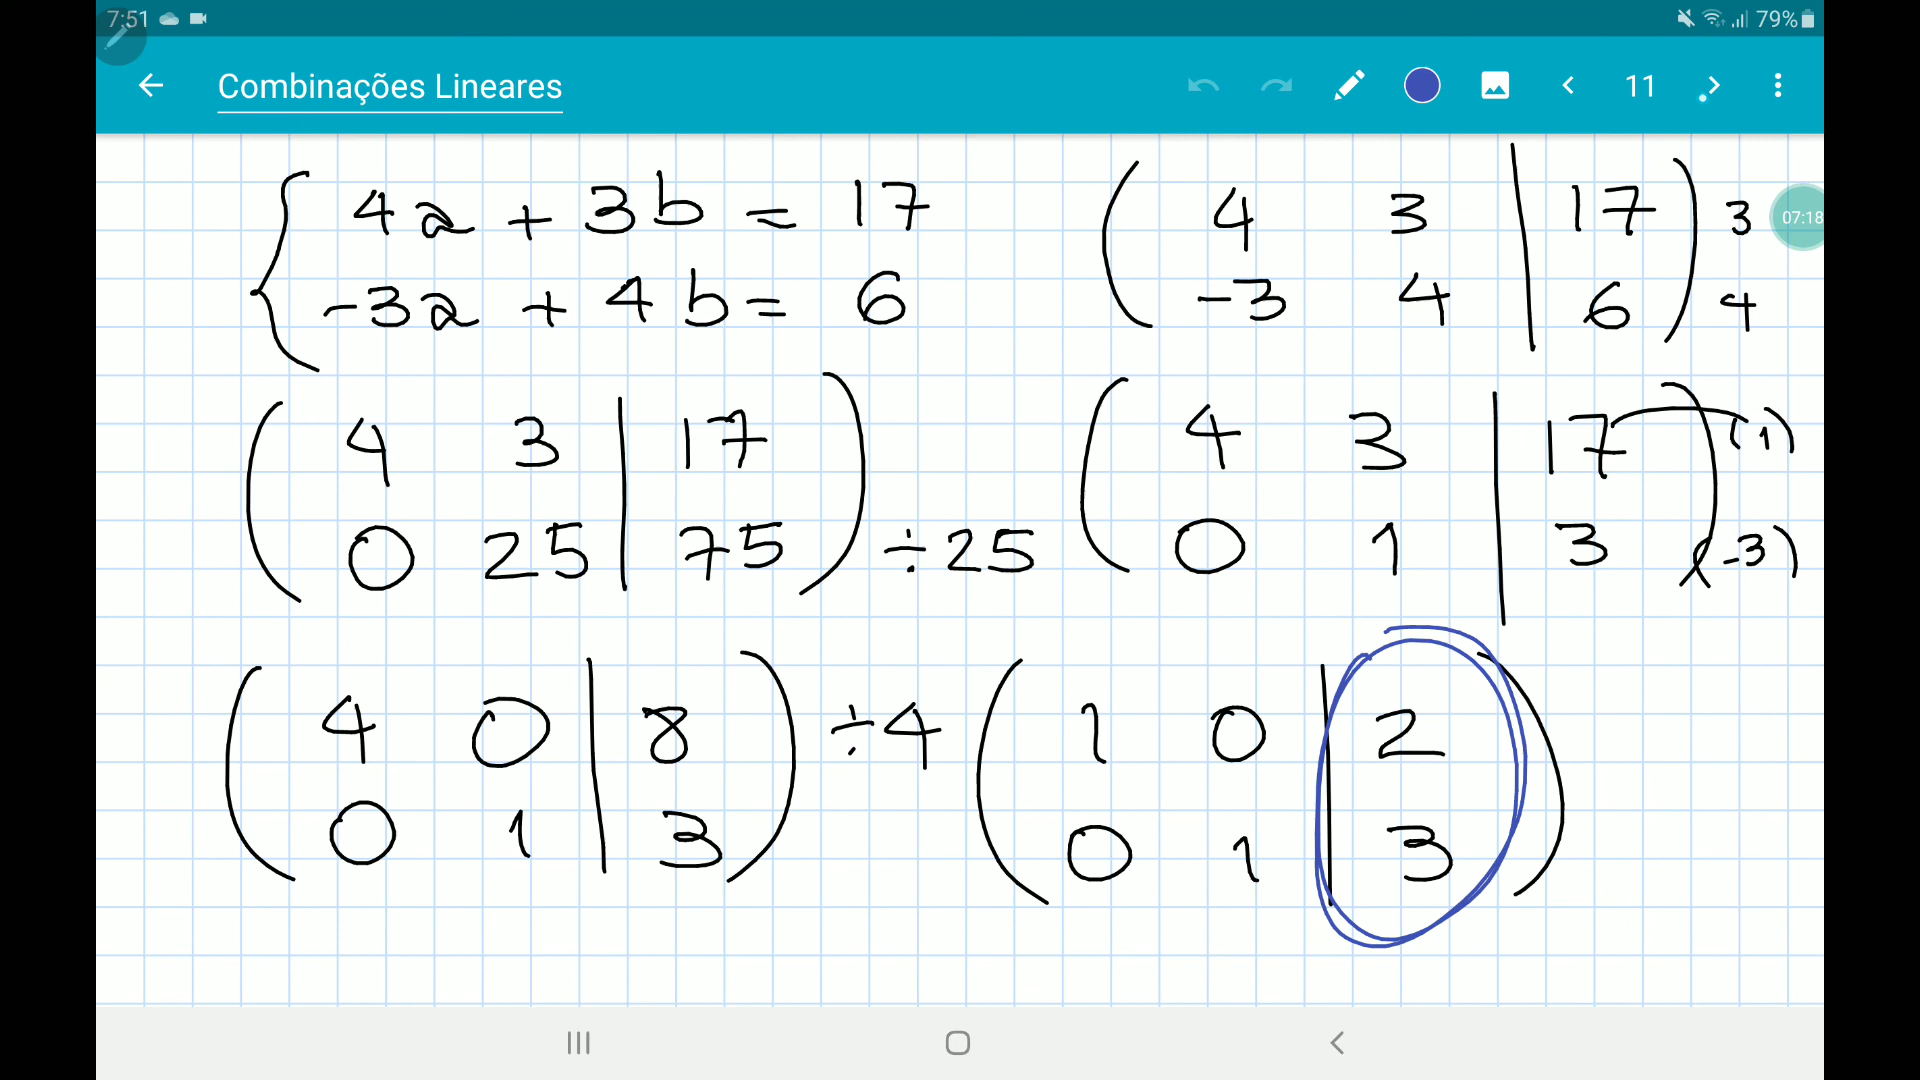 7:51 79%
Combinações Lineares 11
4a + 3b = 17
-3a + 4b = 6
4 3 | 17 3
-3 4 | 6 4
07:18
4 3 | 17
0 25 | 75 ÷25
4 3 | 17 (1)
0 1 | 3 (-3)
4 0 | 8 ÷4
0 1 | 3
1 0 | 2
0 1 | 3